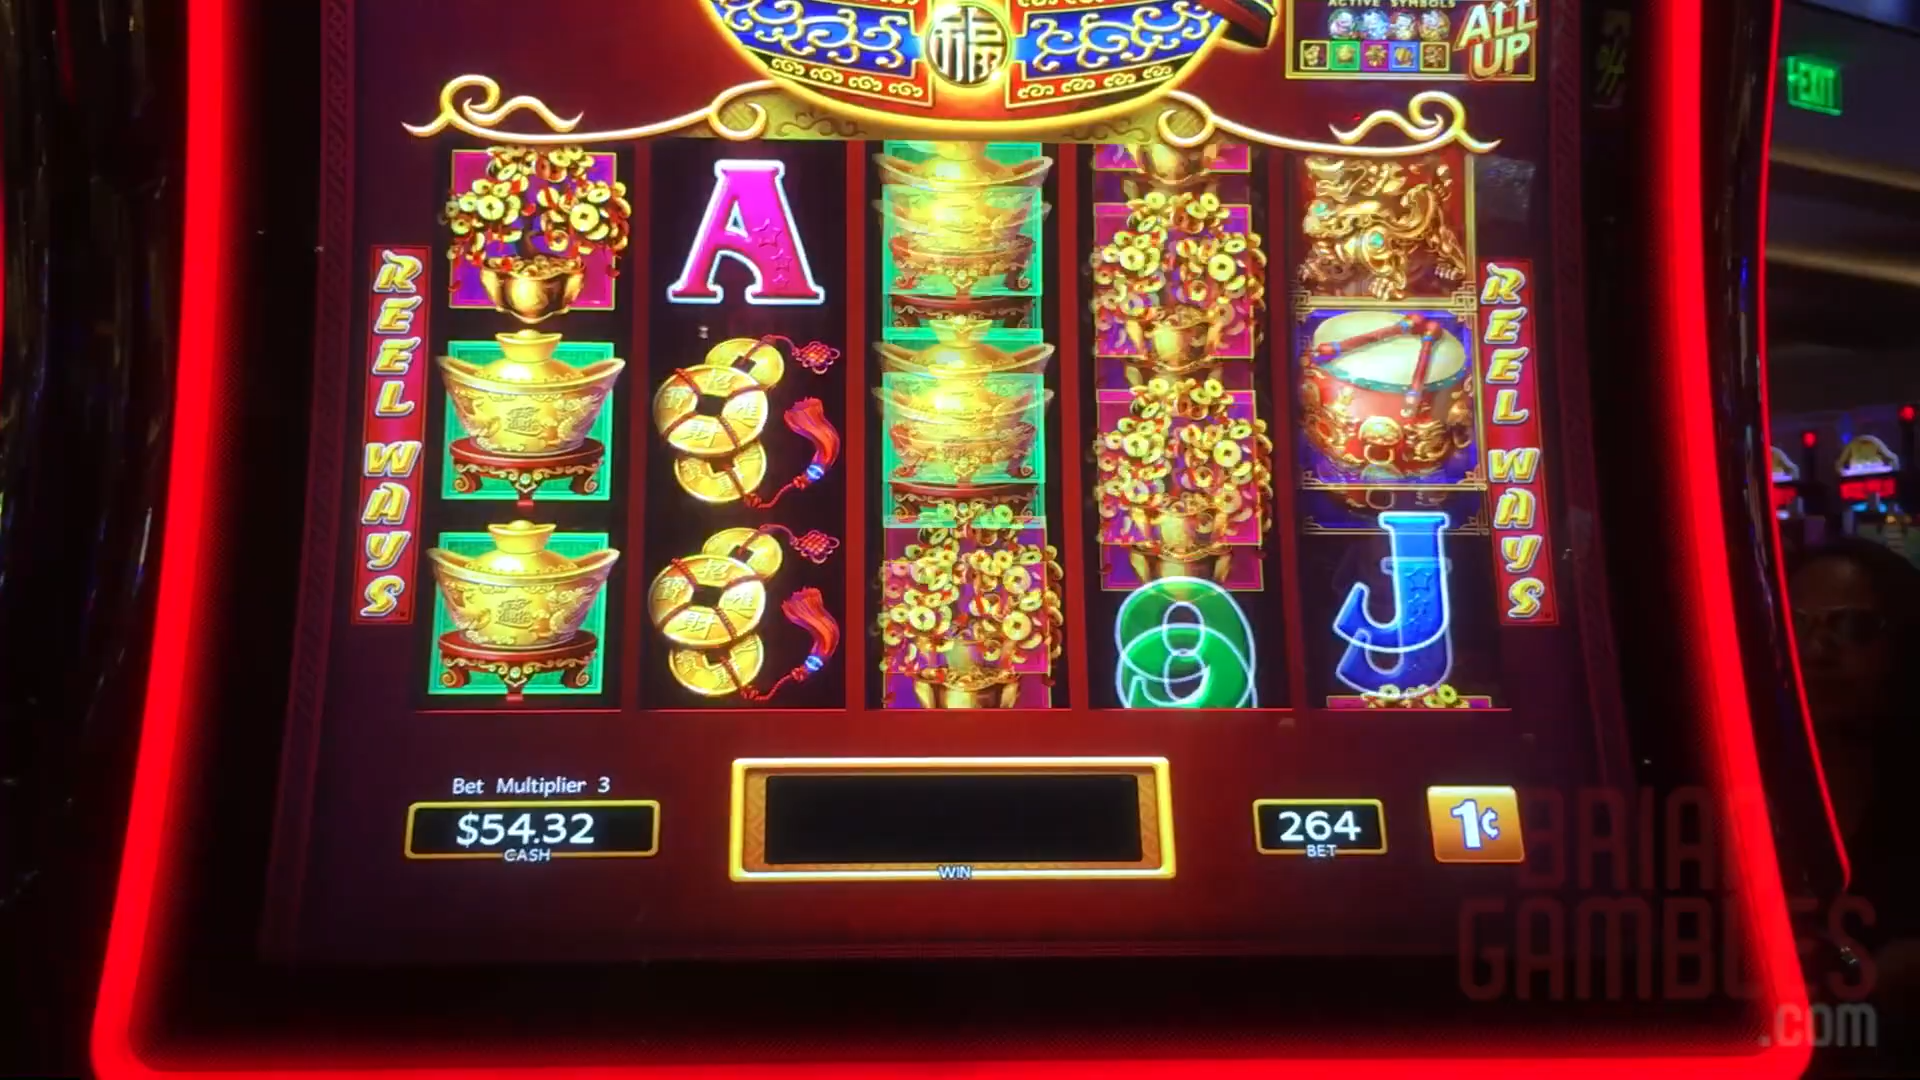 ACTIVE SYMBOLS
ALL
UP
福
EXIT
A
REEL WAYS
REEL WAYS
J
Bet Multiplier 3
$54.32
CASH
WIN
264
BET
1¢
BRIAN
GAMBLES
.com